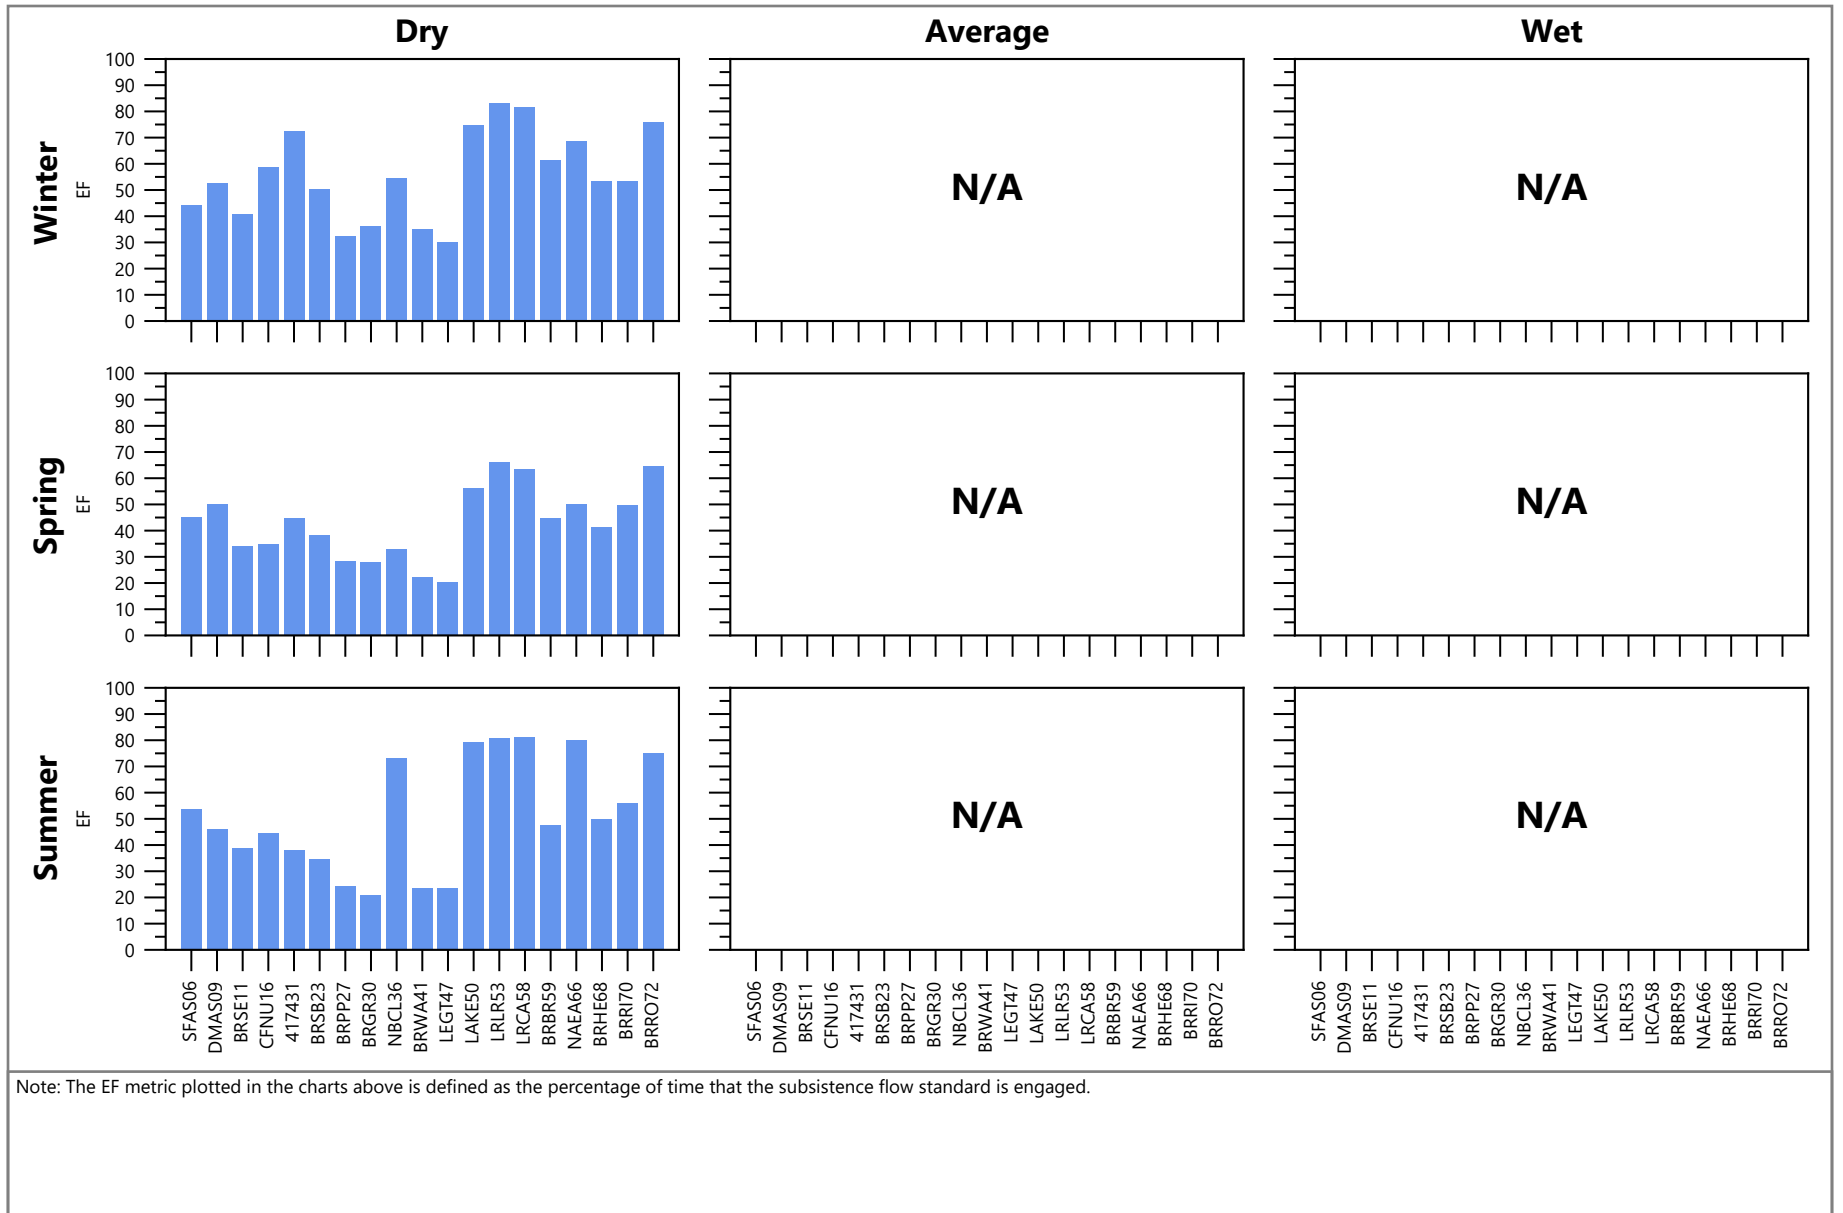 Dry Average Wet
Winter
EF
100
90
80
70
60
50
40
30
20
10
0
N/A
N/A
Spring
EF
100
90
80
70
60
50
40
30
20
10
0
N/A
N/A
Summer
EF
100
90
80
70
60
50
40
30
20
10
0
N/A
N/A
SFAS06
DMAS09
BRSE11
CFNU16
417431
BRSB23
BRPP27
BRGR30
NBCL36
BRWA41
LEGT47
LAKE50
LRLR53
LRCA58
BRBR59
NAEA66
BRHE68
BRRI70
BRRO72
SFAS06
DMAS09
BRSE11
CFNU16
417431
BRSB23
BRPP27
BRGR30
NBCL36
BRWA41
LEGT47
LAKE50
LRLR53
LRCA58
BRBR59
NAEA66
BRHE68
BRRI70
BRRO72
SFAS06
DMAS09
BRSE11
CFNU16
417431
BRSB23
BRPP27
BRGR30
NBCL36
BRWA41
LEGT47
LAKE50
LRLR53
LRCA58
BRBR59
NAEA66
BRHE68
BRRI70
BRRO72
Note: The EF metric plotted in the charts above is defined as the percentage of time that the subsistence flow standard is engaged.